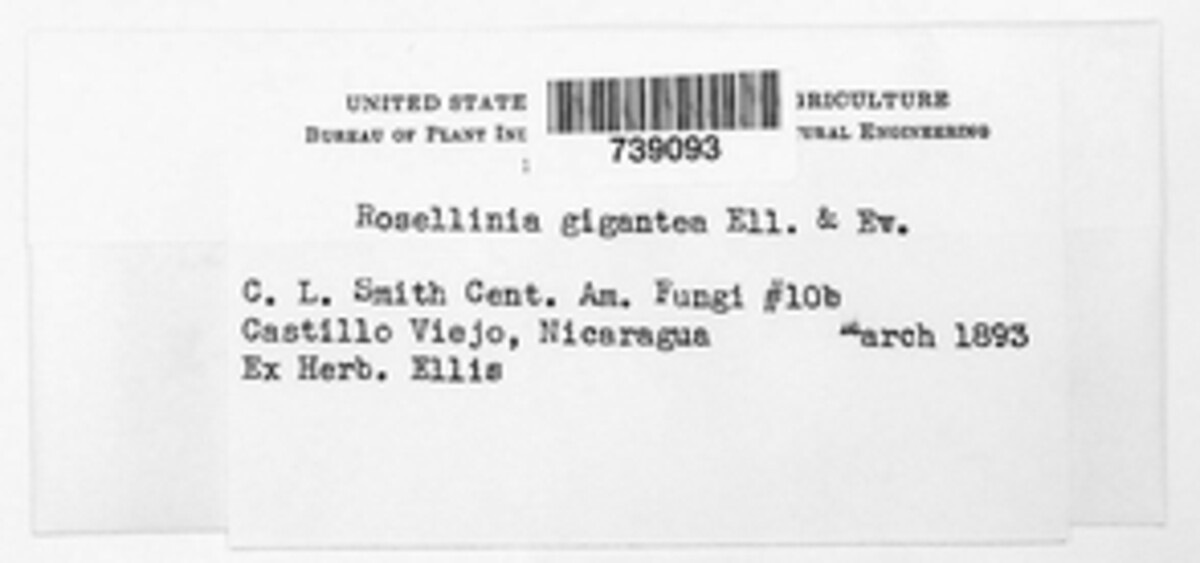 UNITED STATE RICULTURE
BUREAU OF PLANT IN URAL ENGINEERING
739093
Rosellinia gigantea Ell. & Ev.
C. L. Smith Cent. Am. Fungi #10b
Castillo Viejo, Nicaragua March 1893
Ex Herb. Ellis